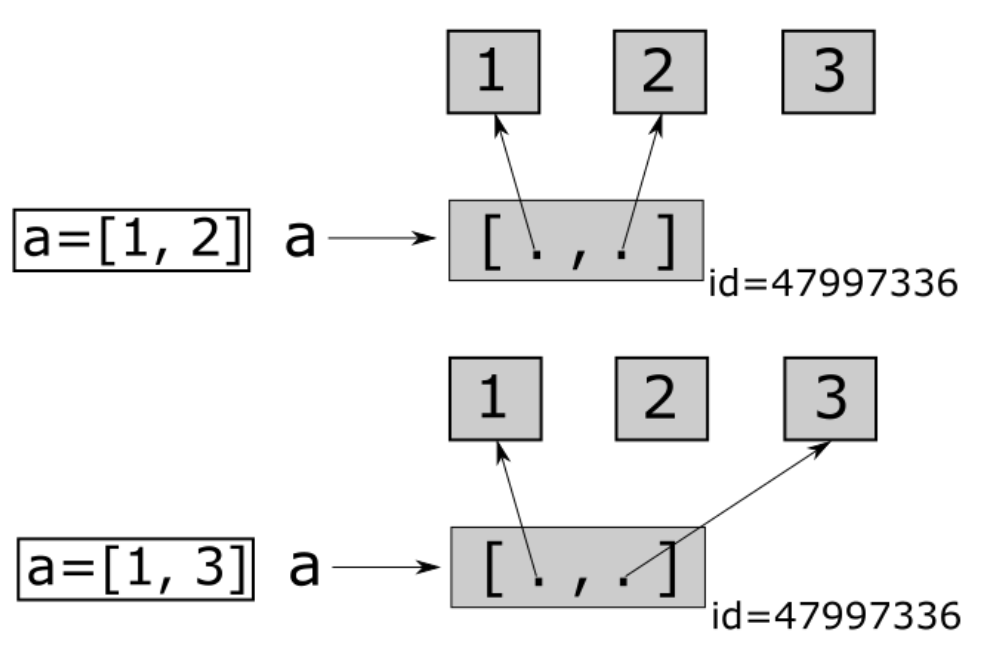 1 2 3
a=[1, 2] a [ . , . ]
id=47997336
1 2 3
a=[1, 3] a [ . , . ]
id=47997336